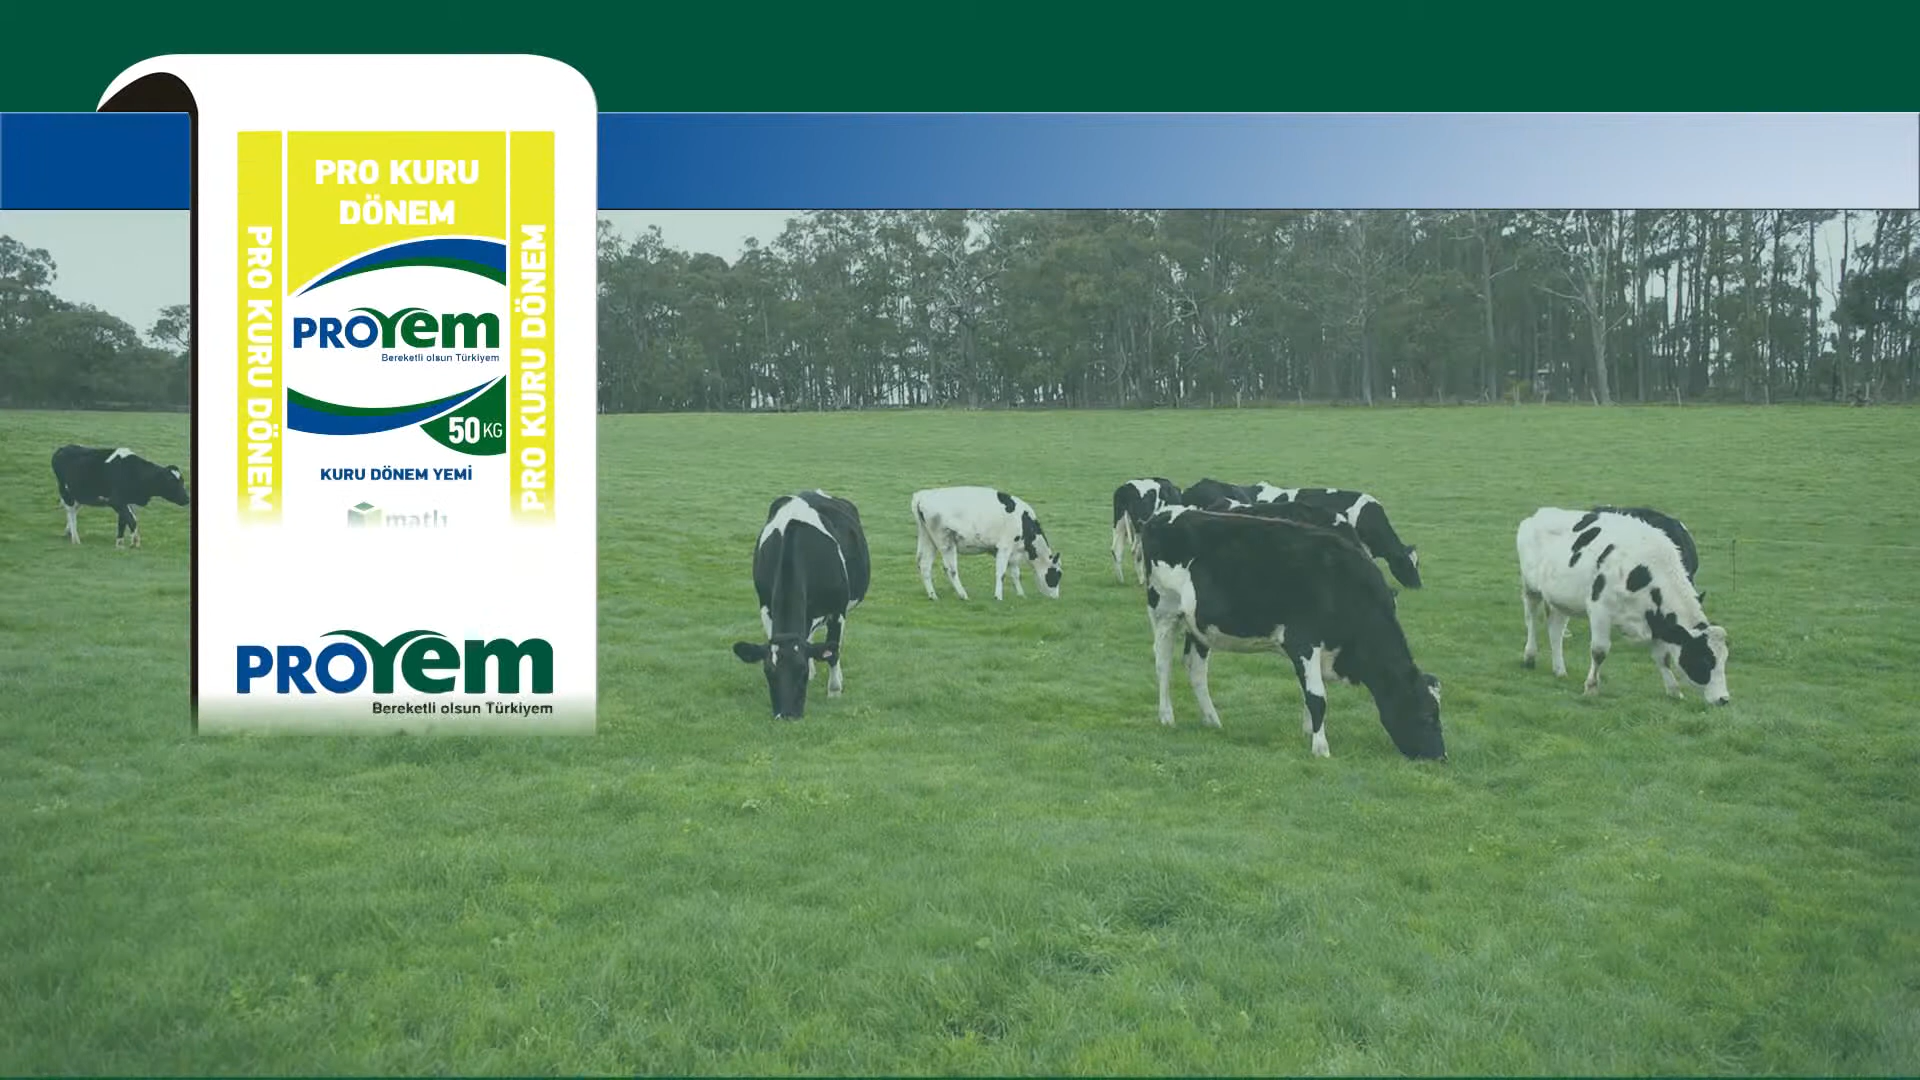 PRO KURU
DÖNEM
PRO KURU DÖNEM
PRO KURU DÖNEM
PROYem
Bereketli olsun Türkiyem
50 KG
KURU DÖNEM YEMİ
matlı
PROYem
Bereketli olsun Türkiyem